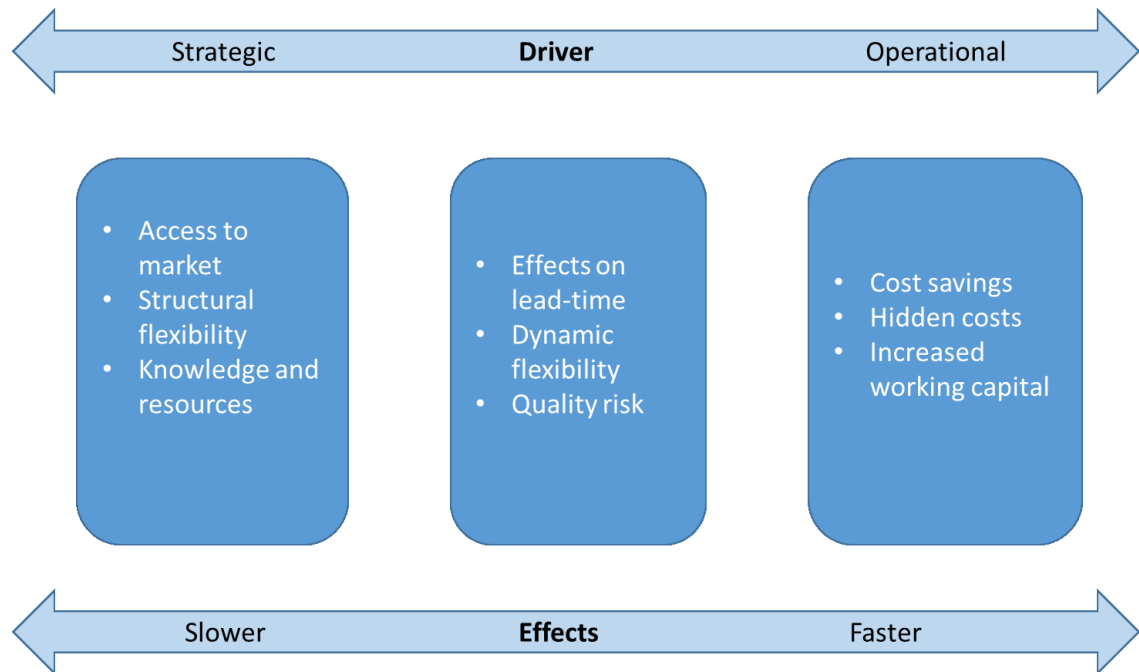 Strategic Driver Operational
• Access to
market
• Structural
flexibility
• Knowledge and
resources
• Effects on
lead-time
• Dynamic
flexibility
• Quality risk
• Cost savings
• Hidden costs
• Increased
working capital
Slower Effects Faster